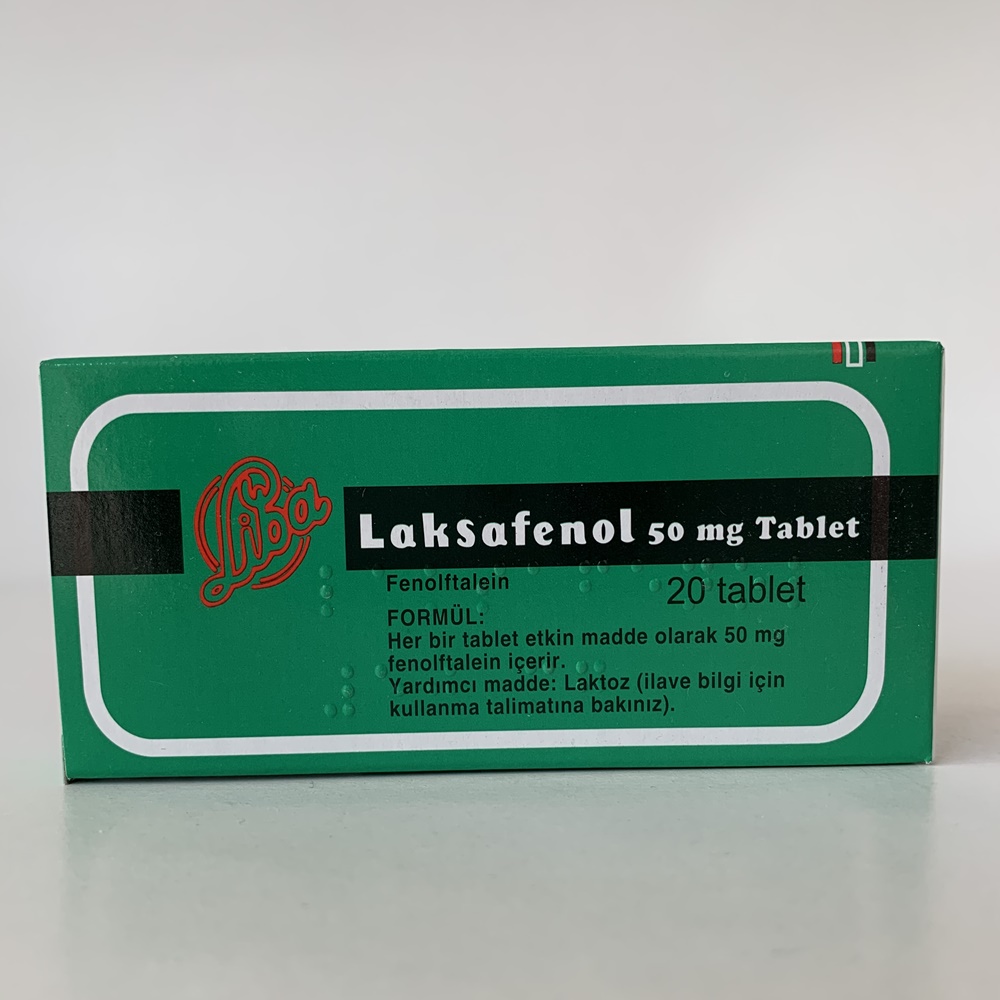 Liba
Laksafenol 50 mg Tablet
Fenolftalein
20 tablet
FORMÜL:
Her bir tablet etkin madde olarak 50 mg
fenolftalein içerir.
Yardımcı madde: Laktoz (ilave bilgi için
kullanma talimatına bakınız).